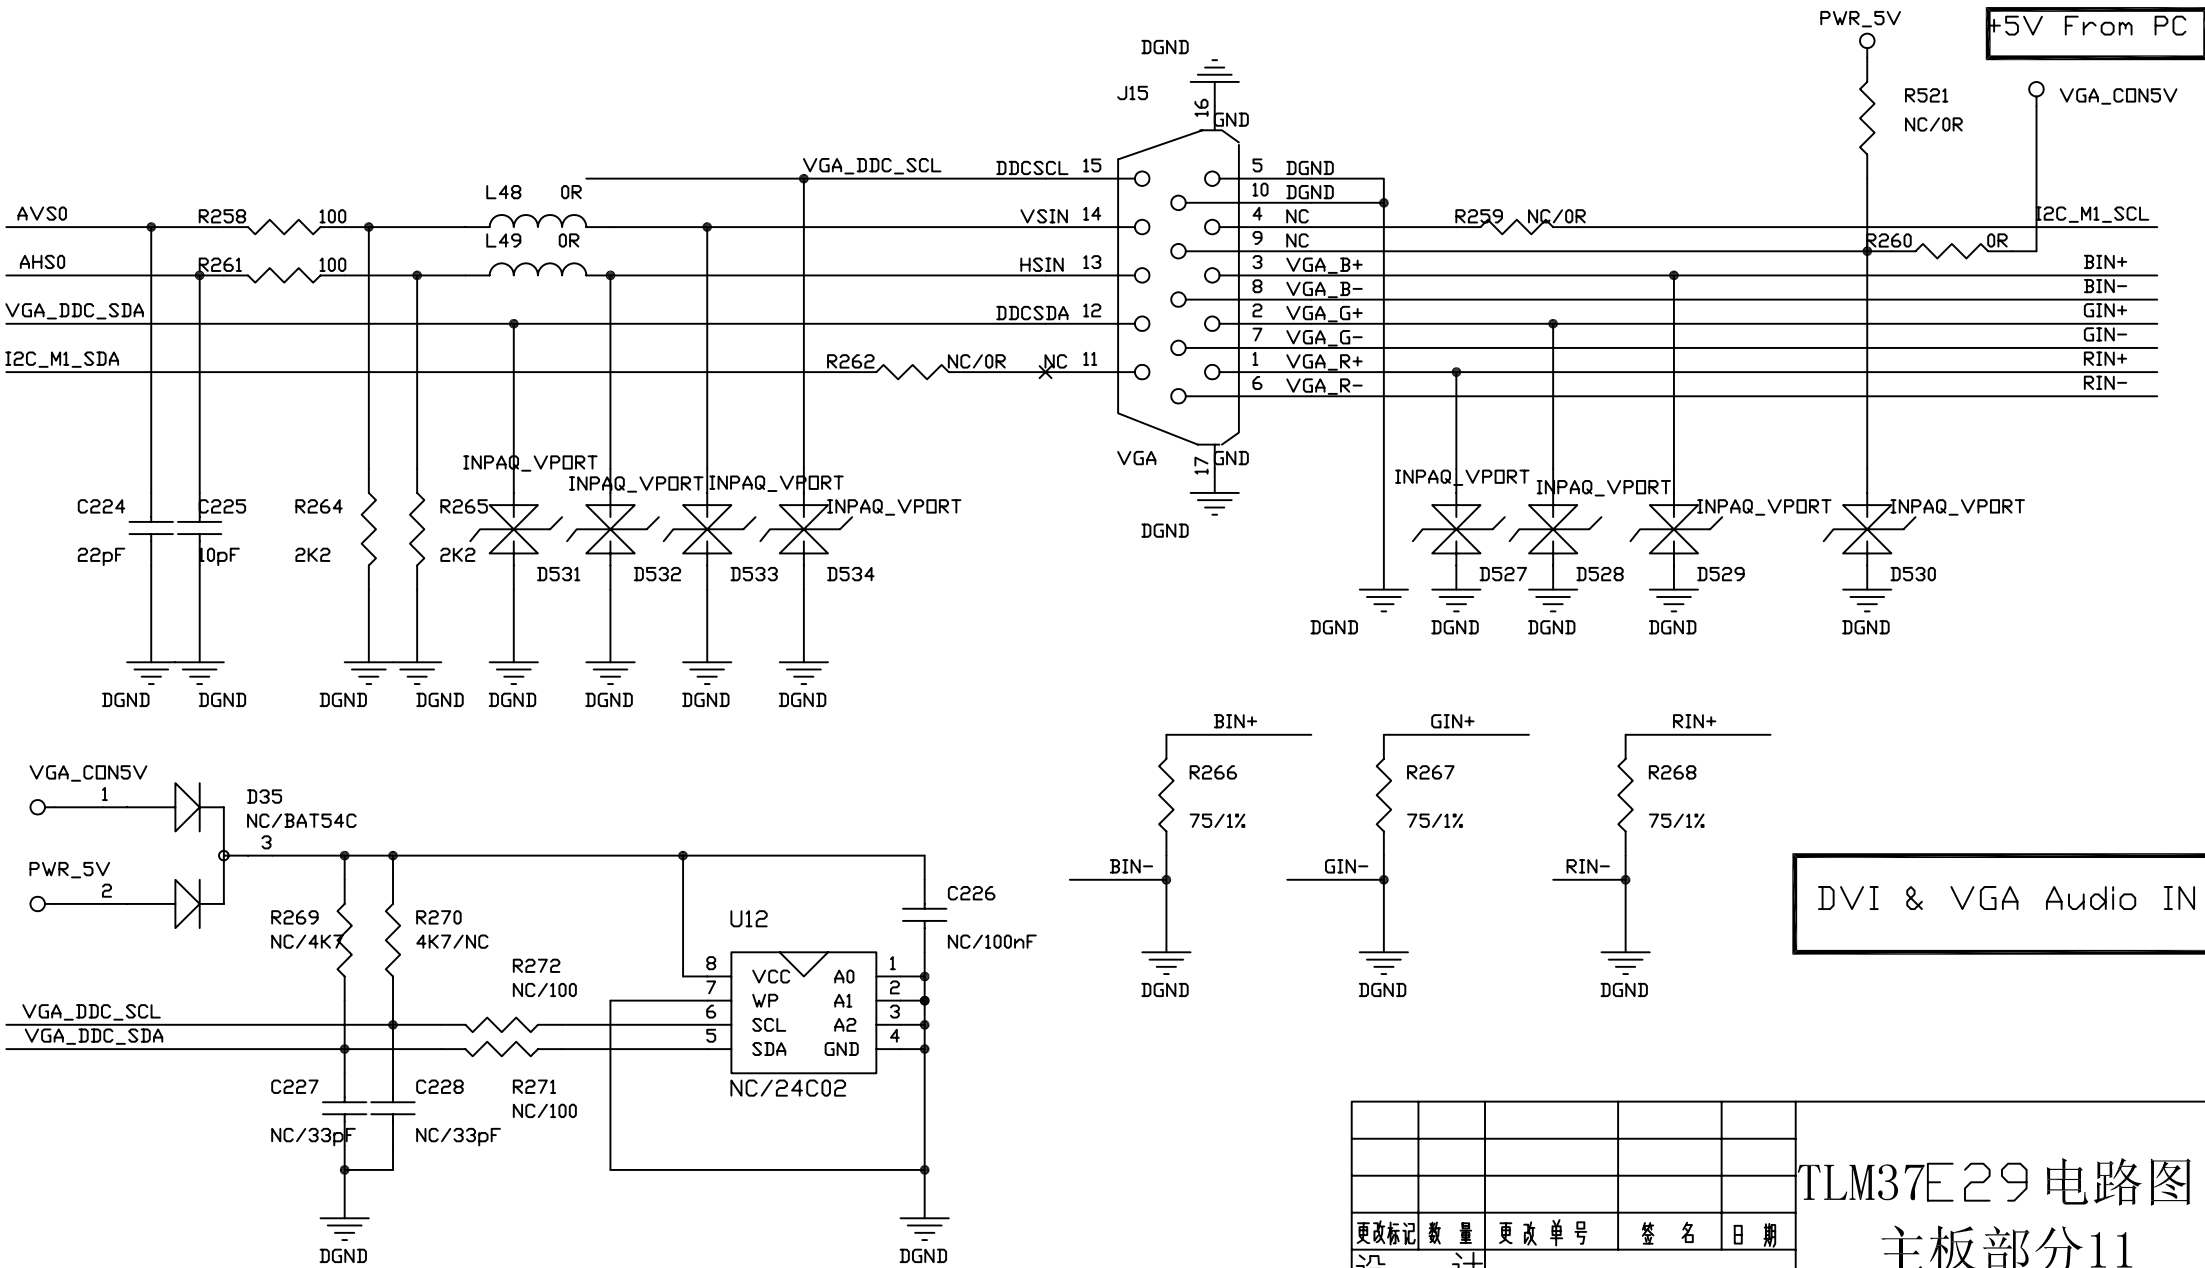 PWR_5V
+5V From PC
DGND
J15
16
GND
R521
NC/0R
VGA_CON5V
VGA_DDC_SCL
DDCSCL 15
5 DGND
10 DGND
L48 0R
AVS0
R258 100
VSIN 14
4 NC
R259 NC/0R
I2C_M1_SCL
L49 0R
9 NC
R260 0R
AHS0
R261 100
HSIN 13
3 VGA_B+
BIN+
8 VGA_B-
BIN-
VGA_DDC_SDA
DDCSDA 12
2 VGA_G+
GIN+
7 VGA_G-
GIN-
I2C_M1_SDA
R262 NC/0R NC 11
1 VGA_R+
RIN+
6 VGA_R-
RIN-
VGA
17
GND
DGND
INPAQ_VPORT
INPAQ_VPORT
INPAQ_VPORT
INPAQ_VPORT
INPAQ_VPORT
INPAQ_VPORT
INPAQ_VPORT
INPAQ_VPORT
C224
22pF
C225
10pF
R264
2K2
R265
2K2
D531
D532
D533
D534
D527
D528
D529
D530
DGND
DGND
DGND
DGND
DGND
DGND
DGND
DGND
DGND
DGND
DGND
DGND
DGND
BIN+
GIN+
RIN+
R266
75/1%
R267
75/1%
R268
75/1%
BIN-
GIN-
RIN-
DGND
DGND
DGND
VGA_CON5V
1
D35
NC/BAT54C
3
PWR_5V
2
R269
NC/4K7
R270
4K7/NC
U12
C226
NC/100nF
R272
NC/100
8 VCC A0 1
7 WP A1 2
6 SCL A2 3
5 SDA GND 4
NC/24C02
VGA_DDC_SCL
VGA_DDC_SDA
C227
NC/33pF
C228
NC/33pF
R271
NC/100
DGND
DGND
DVI & VGA Audio IN
TLM37E29电路图
主板部分11
更改标记 数量 更改单号 签名 日期
设 计